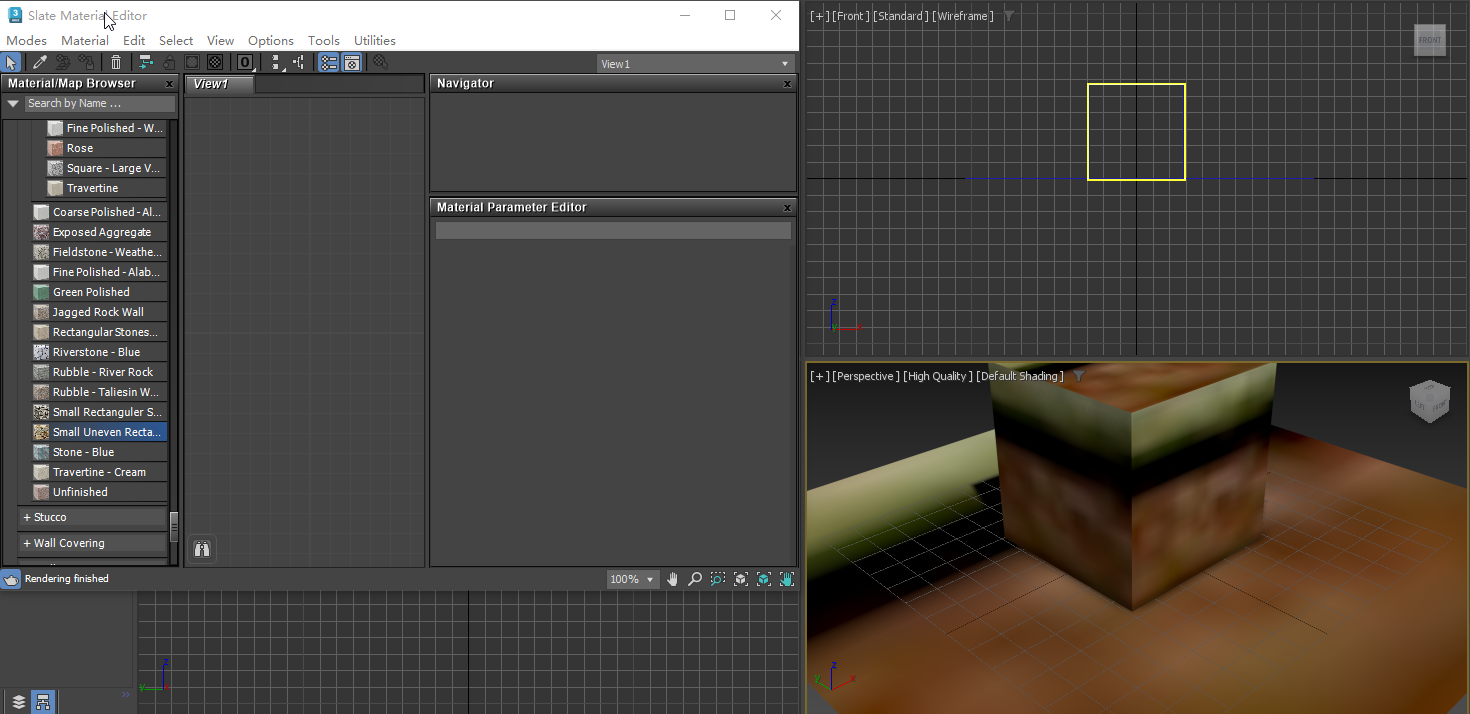 Slate Material Editor
Modes Material Edit Select View Options Tools Utilities
View1
Material/Map Browser
Search by Name ...
Fine Polished - W...
Rose
Square - Large V...
Travertine
Coarse Polished - Al...
Exposed Aggregate
Fieldstone - Weathe...
Fine Polished - Alab...
Green Polished
Jagged Rock Wall
Rectangular Stones...
Riverstone - Blue
Rubble - River Rock
Rubble - Taliesin W...
Small Rectanguler S...
Small Uneven Recta...
Stone - Blue
Travertine - Cream
Unfinished
+ Stucco
+ Wall Covering
View1
Navigator
Material Parameter Editor
Rendering finished
100%
z
y
[+] [Front ] [Standard ] [Wireframe ]
FRONT
z
y x
[+] [Perspective ] [High Quality ] [Default Shading ]
z
y x